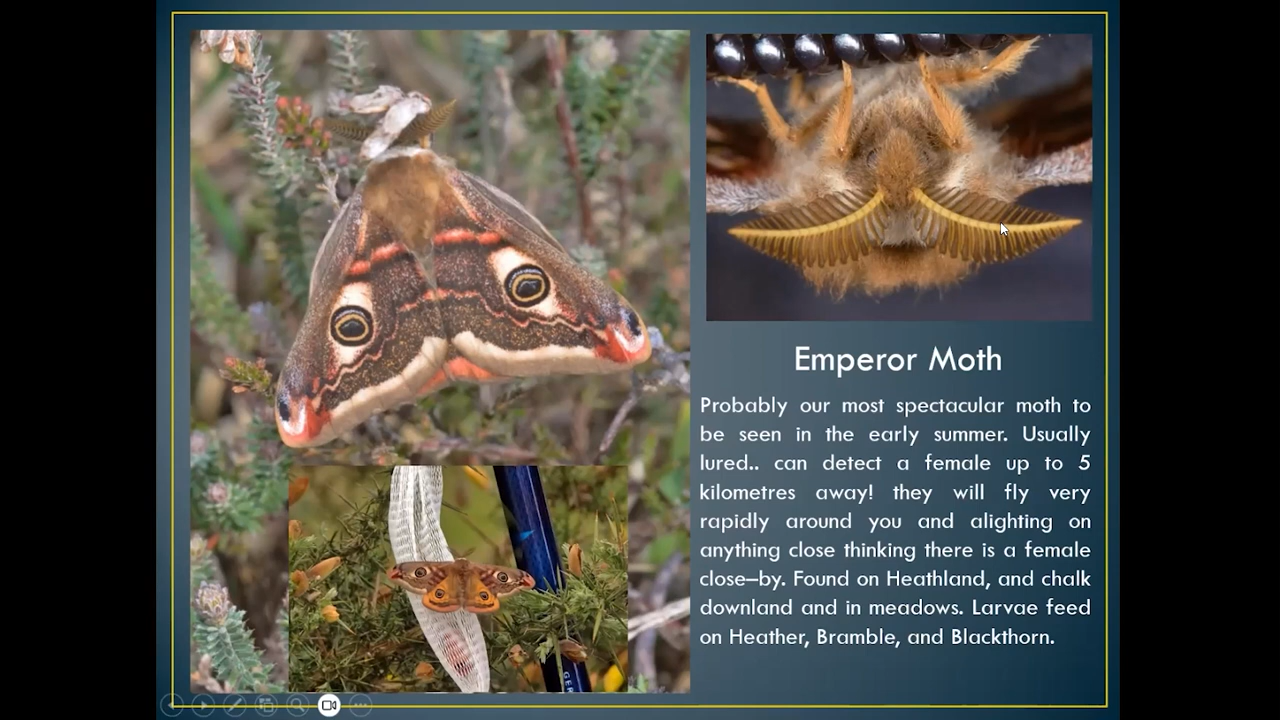 Emperor Moth
Probably our most spectacular moth to
be seen in the early summer. Usually
lured.. can detect a female up to 5
kilometres away! they will fly very
rapidly around you and alighting on
anything close thinking there is a female
close–by. Found on Heathland, and chalk
downland and in meadows. Larvae feed
on Heather, Bramble, and Blackthorn.